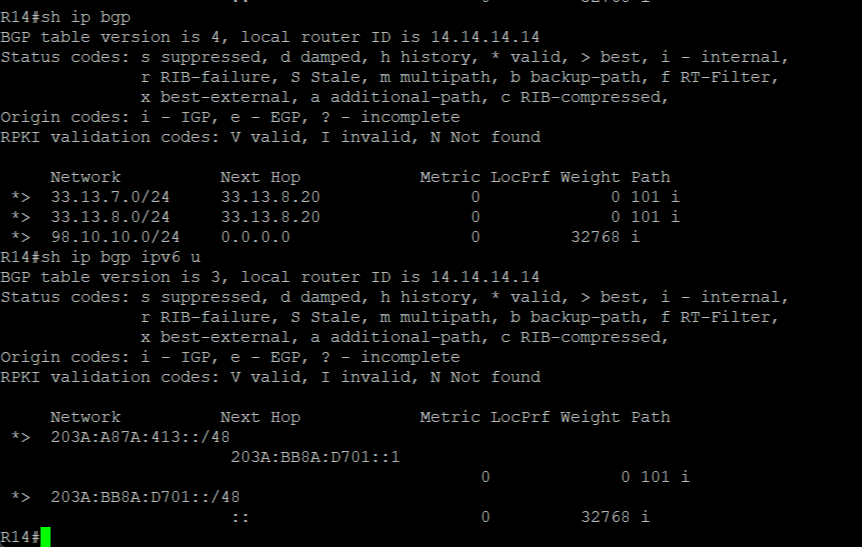 :: 0 32768 i
R14#sh ip bgp
BGP table version is 4, local router ID is 14.14.14.14
Status codes: s suppressed, d damped, h history, * valid, > best, i - internal,
r RIB-failure, S Stale, m multipath, b backup-path, f RT-Filter,
x best-external, a additional-path, c RIB-compressed,
Origin codes: i - IGP, e - EGP, ? - incomplete
RPKI validation codes: V valid, I invalid, N Not found
Network Next Hop Metric LocPrf Weight Path
*> 33.13.7.0/24 33.13.8.20 0 0 101 i
*> 33.13.8.0/24 33.13.8.20 0 0 101 i
*> 98.10.10.0/24 0.0.0.0 0 32768 i
R14#sh ip bgp ipv6 u
BGP table version is 3, local router ID is 14.14.14.14
Status codes: s suppressed, d damped, h history, * valid, > best, i - internal,
r RIB-failure, S Stale, m multipath, b backup-path, f RT-Filter,
x best-external, a additional-path, c RIB-compressed,
Origin codes: i - IGP, e - EGP, ? - incomplete
RPKI validation codes: V valid, I invalid, N Not found
Network Next Hop Metric LocPrf Weight Path
*> 203A:A87A:413::/48
203A:BB8A:D701::1
0 0 101 i
*> 203A:BB8A:D701::/48
:: 0 32768 i
R14#